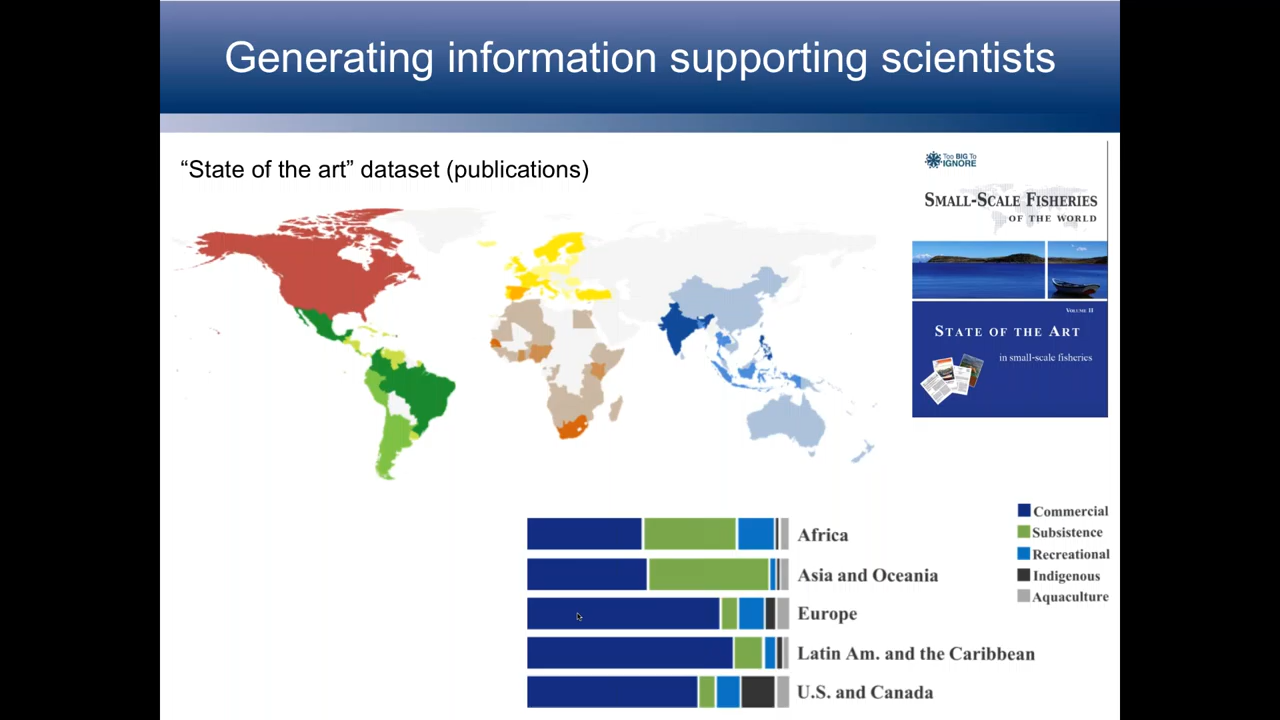 Generating information supporting scientists
“State of the art” dataset (publications)
Too BIG To
IGNORE
SMALL-SCALE FISHERIES
OF THE WORLD
VOLUME II
STATE OF THE ART
in small-scale fisheries
Commercial
Subsistence
Recreational
Indigenous
Aquaculture
Africa
Asia and Oceania
Europe
Latin Am. and the Caribbean
U.S. and Canada